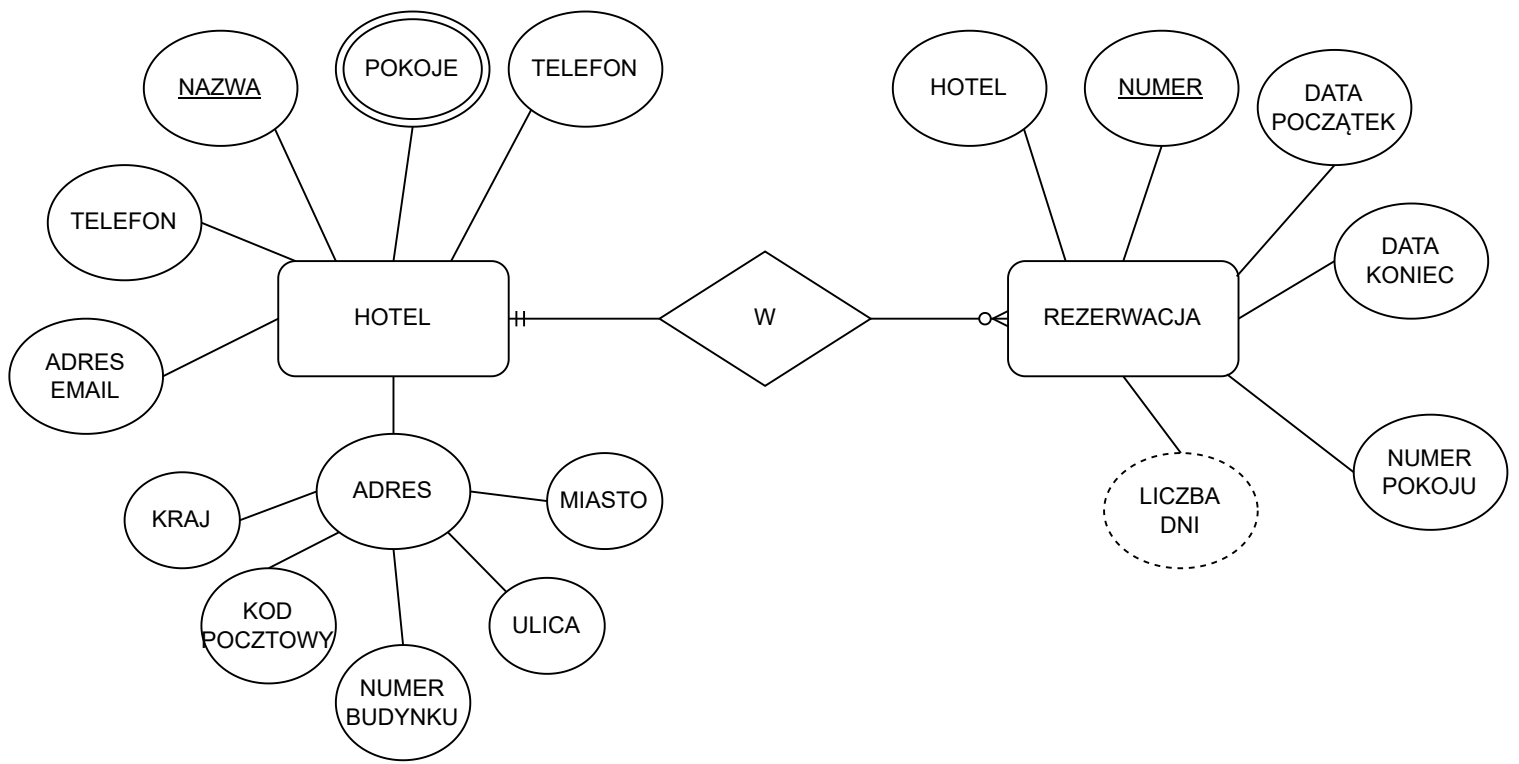 NAZWA
POKOJE
TELEFON
HOTEL
NUMER
DATA
POCZĄTEK
TELEFON
DATA
KONIEC
HOTEL
W
REZERWACJA
ADRES
EMAIL
ADRES
MIASTO
KRAJ
NUMER
POKOJU
LICZBA
DNI
KOD
POCZTOWY
ULICA
NUMER
BUDYNKU